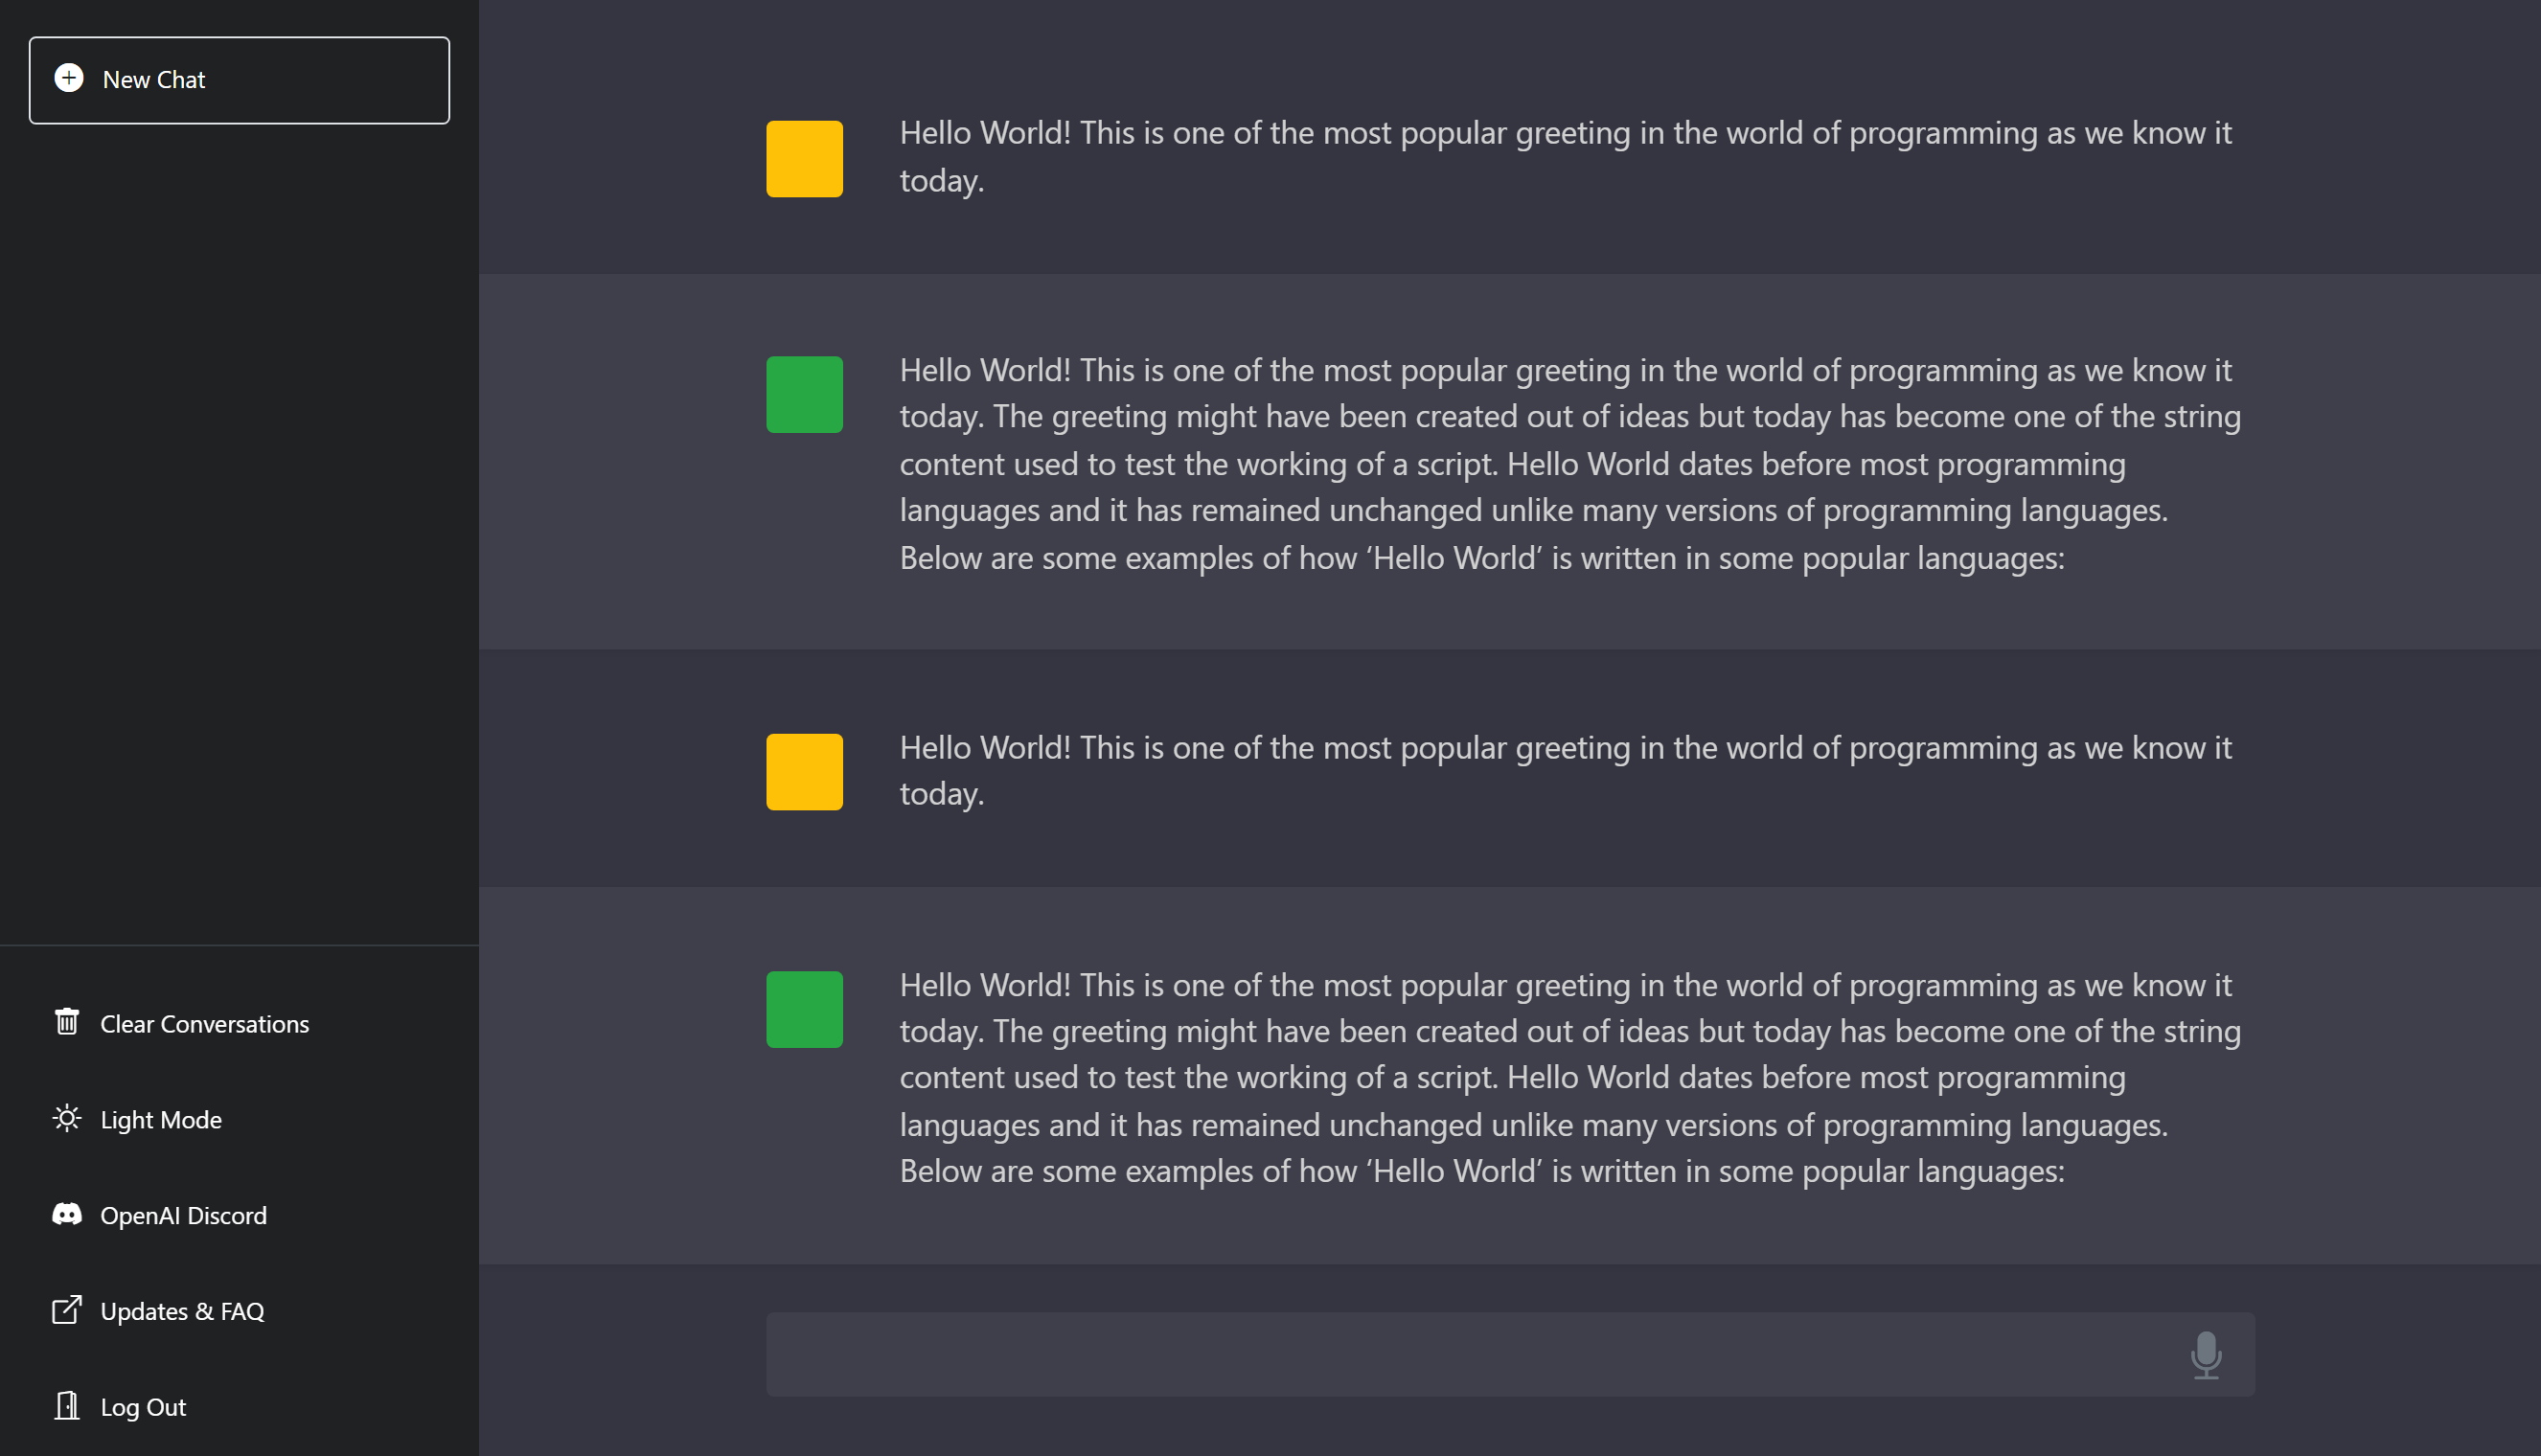 New Chat
Hello World! This is one of the most popular greeting in the world of programming as we know it
today.
Hello World! This is one of the most popular greeting in the world of programming as we know it
today. The greeting might have been created out of ideas but today has become one of the string
content used to test the working of a script. Hello World dates before most programming
languages and it has remained unchanged unlike many versions of programming languages.
Below are some examples of how ‘Hello World’ is written in some popular languages:
Hello World! This is one of the most popular greeting in the world of programming as we know it
today.
Hello World! This is one of the most popular greeting in the world of programming as we know it
today. The greeting might have been created out of ideas but today has become one of the string
content used to test the working of a script. Hello World dates before most programming
languages and it has remained unchanged unlike many versions of programming languages.
Below are some examples of how ‘Hello World’ is written in some popular languages:
Clear Conversations
Light Mode
OpenAI Discord
Updates & FAQ
Log Out